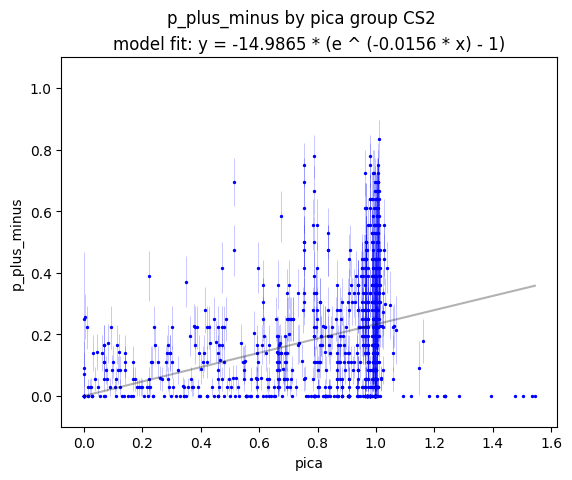 p_plus_minus by pica group CS2
model fit: y = -14.9865 * (e ^ (-0.0156 * x) - 1)
1.0
0.8
0.6
0.4
0.2
0.0
p_plus_minus
0.0 0.2 0.4 0.6 0.8 1.0 1.2 1.4 1.6
pica